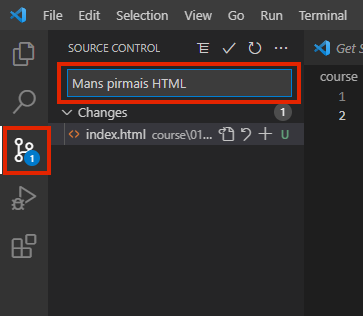 File Edit Selection View Go Run Terminal
SOURCE CONTROL
Get S
Mans pirmais HTML
course
Changes 1
1
index.html course\01... U
2
1